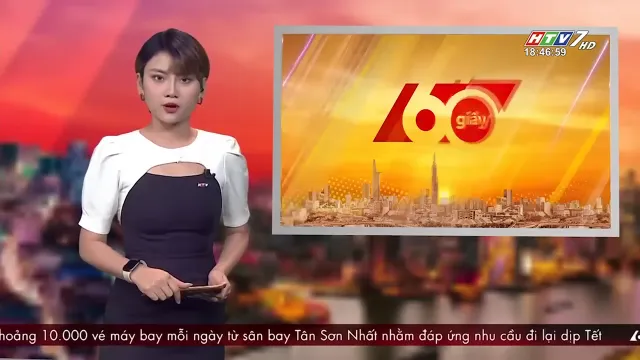 HTV7 HD
18:46:59
60 giây
HTV
hoảng 10.000 vé máy bay mỗi ngày từ sân bay Tân Sơn Nhất nhằm đáp ứng nhu cầu đi lại dịp Tết